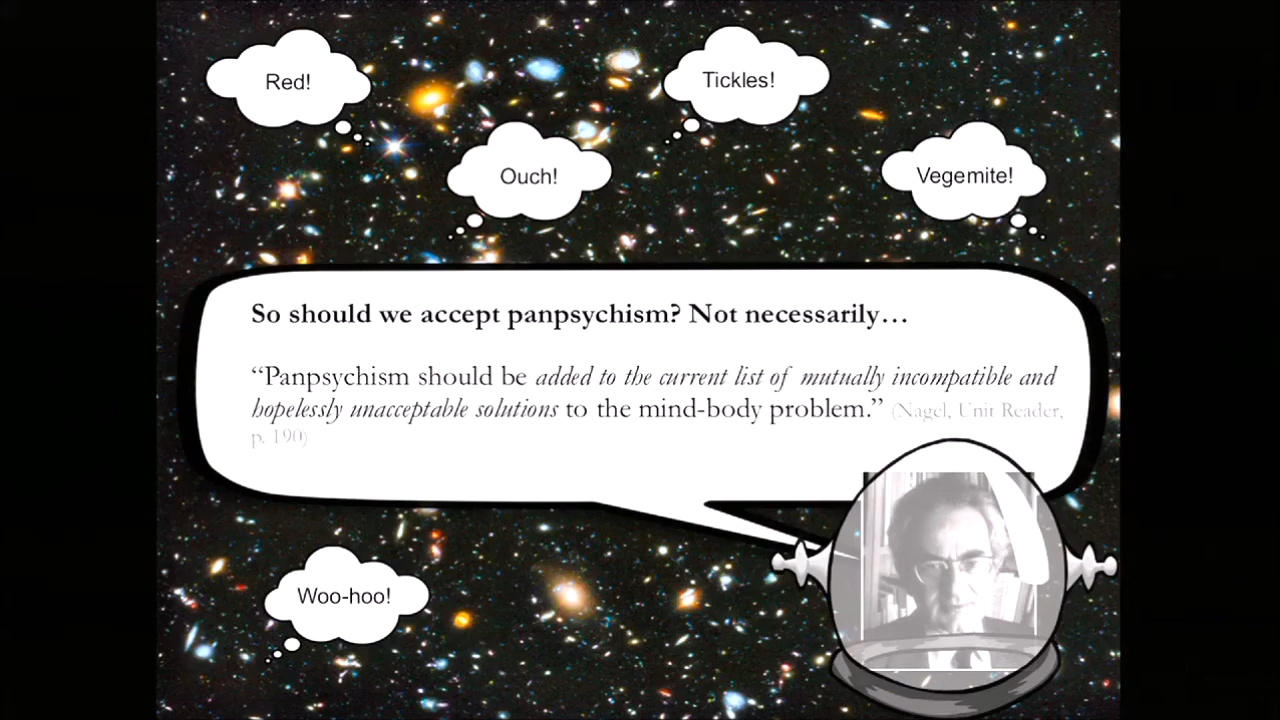 Red!
Tickles!
Ouch!
Vegemite!
So should we accept panpsychism? Not necessarily…
“Panpsychism should be added to the current list of mutually incompatible and
hopelessly unacceptable solutions to the mind-body problem.” (Nagel, Unit Reader,
p. 190)
Woo-hoo!